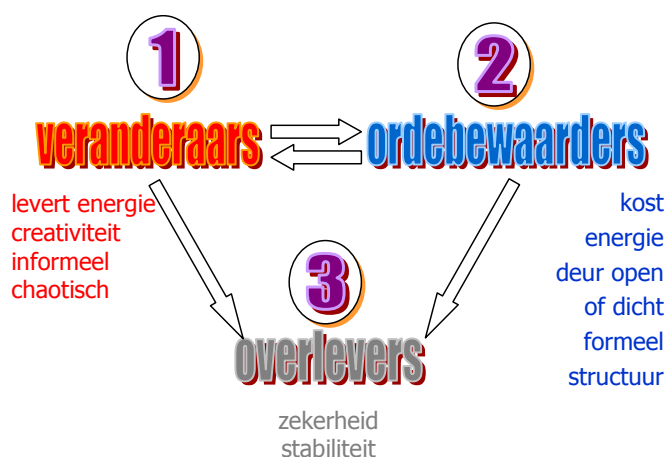 1
veranderaars
levert energie
creativiteit
informeel
chaotisch
2
ordebewaarders
kost
energie
deur open
of dicht
formeel
structuur
3
overlevers
zekerheid
stabiliteit